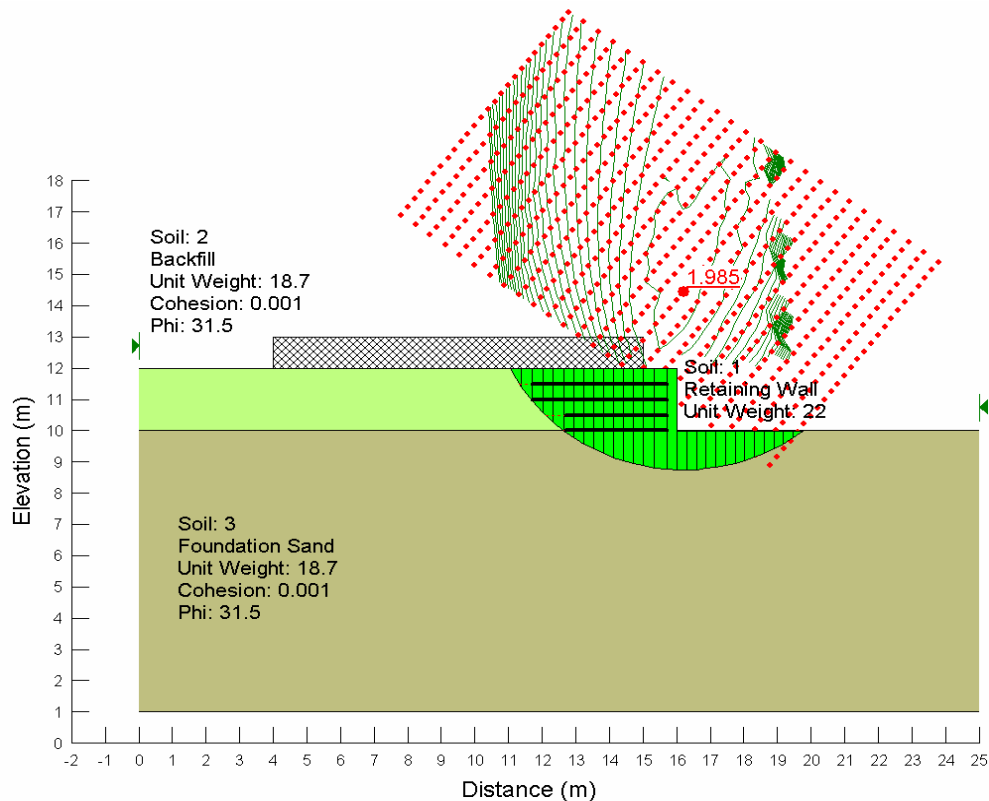 18
17
16
15
14
13
12
11
10
9
8
7
6
5
4
3
2
1
0
Elevation (m)
Soil: 2
Backfill
Unit Weight: 18.7
Cohesion: 0.001
Phi: 31.5
1.985
Soil: 1
Retaining Wall
Unit Weight: 22
Soil: 3
Foundation Sand
Unit Weight: 18.7
Cohesion: 0.001
Phi: 31.5
-2 -1 0 1 2 3 4 5 6 7 8 9 10 11 12 13 14 15 16 17 18 19 20 21 22 23 24 25
Distance (m)